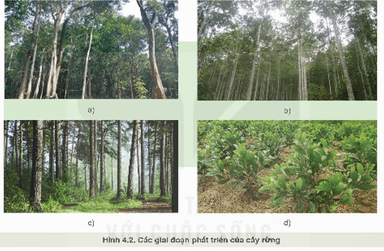 a)
b)
c)
d)
Hình 4.2. Các giai đoạn phát triển của cây rừng